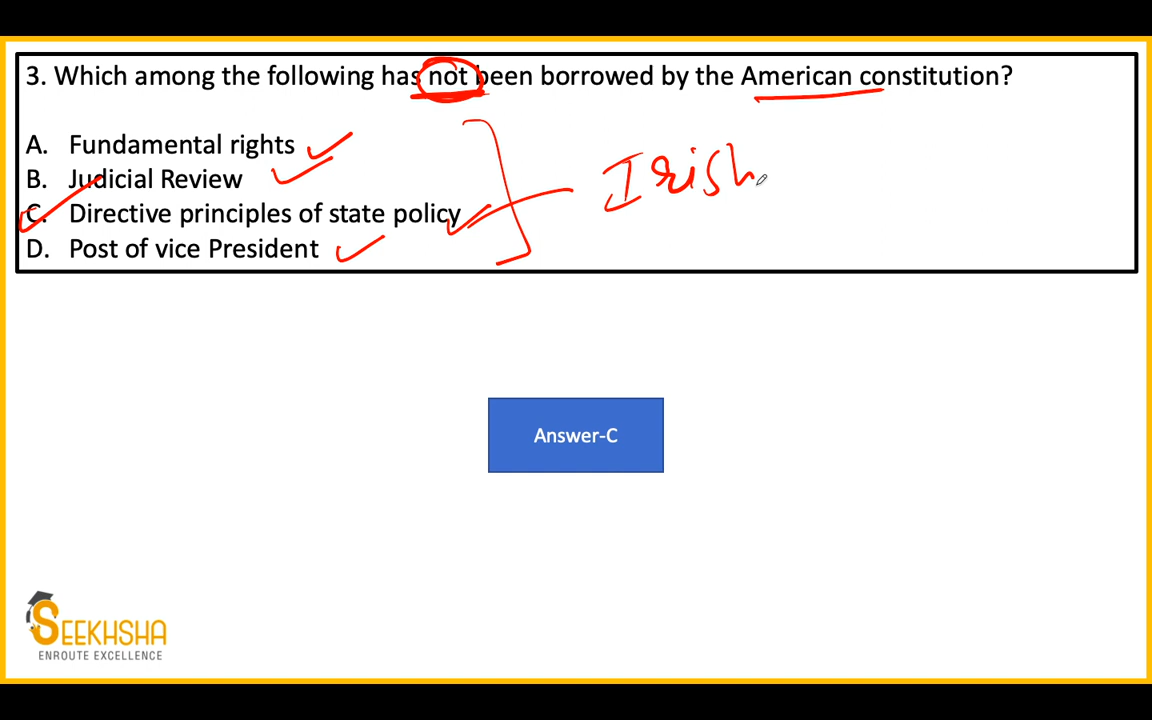 3. Which among the following has not been borrowed by the American constitution?
A. Fundamental rights
B. Judicial Review
C. Directive principles of state policy
D. Post of vice President
Irish
Answer-C
SEEKHSHA
ENROUTE EXCELLENCE